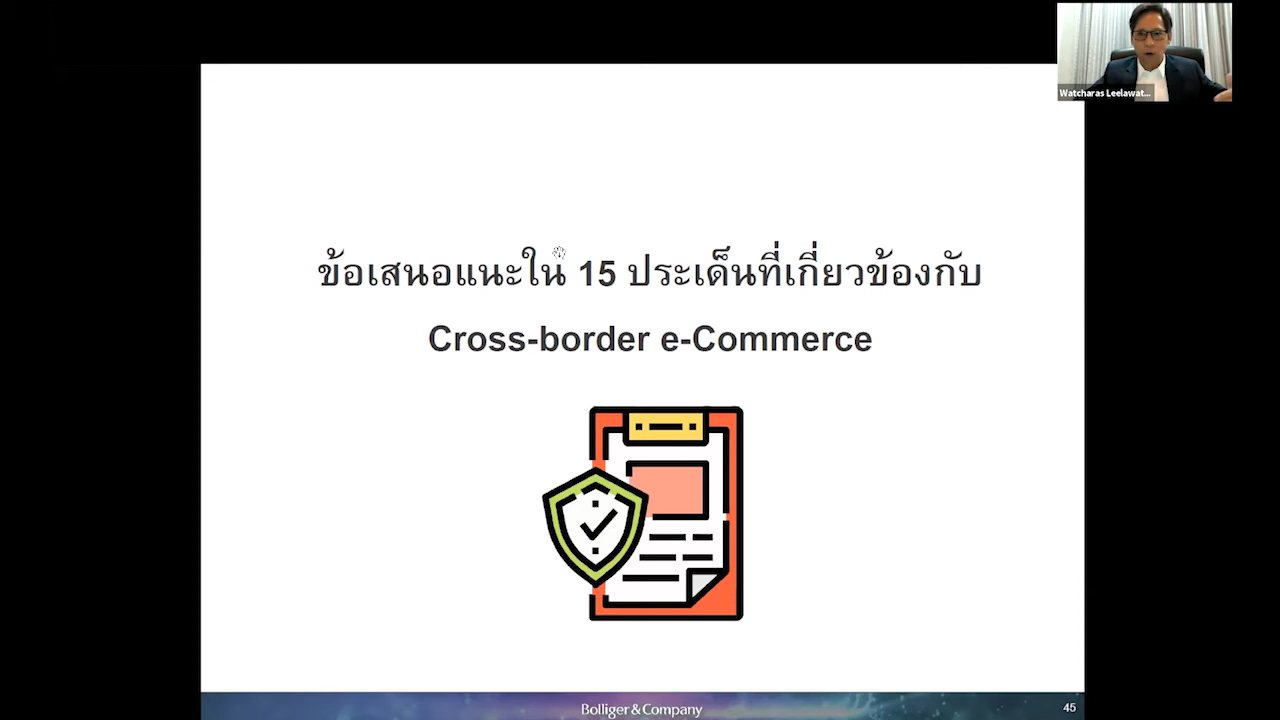 Watcharas Leelawat...
ข้อเสนอแนะใน 15 ประเด็นที่เกี่ยวข้องกับ
Cross-border e-Commerce
Bolliger & Company
45